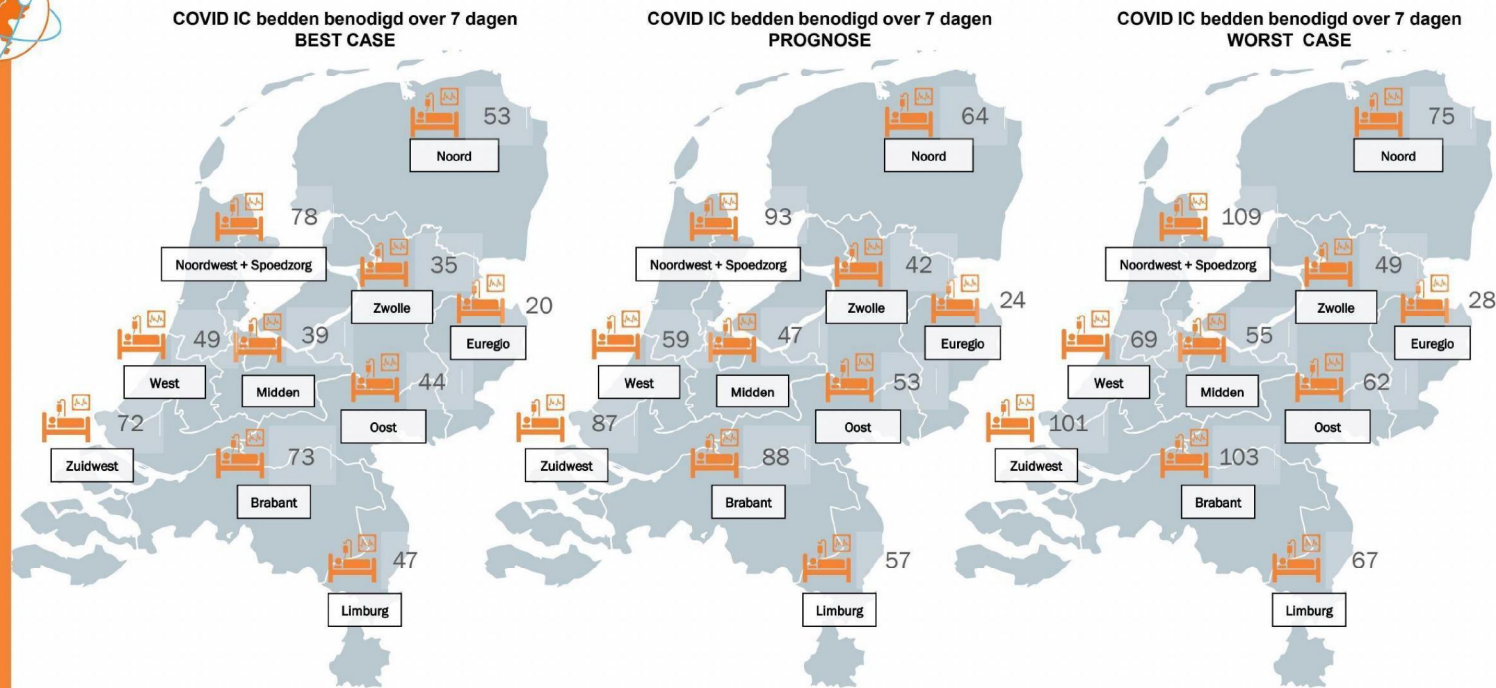 COVID IC bedden benodigd over 7 dagen
BEST CASE
53
Noord
78
Noordwest + Spoedzorg
35
Zwolle
20
Euregio
49
West
39
Midden
44
Oost
72
Zuidwest
73
Brabant
47
Limburg
COVID IC bedden benodigd over 7 dagen
PROGNOSE
64
Noord
93
Noordwest + Spoedzorg
42
Zwolle
24
Euregio
59
West
47
Midden
53
Oost
87
Zuidwest
88
Brabant
57
Limburg
COVID IC bedden benodigd over 7 dagen
WORST CASE
75
Noord
109
Noordwest + Spoedzorg
49
Zwolle
28
Euregio
69
West
55
Midden
62
Oost
101
Zuidwest
103
Brabant
67
Limburg